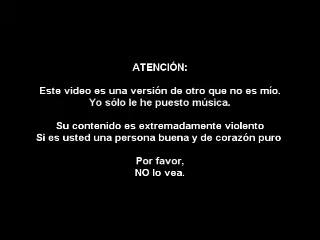 ATENCIÓN:
Este video es una versión de otro que no es mío.
Yo sólo le he puesto música.
Su contenido es extremadamente violento
Si es usted una persona buena y de corazón puro
Por favor,
NO lo vea.